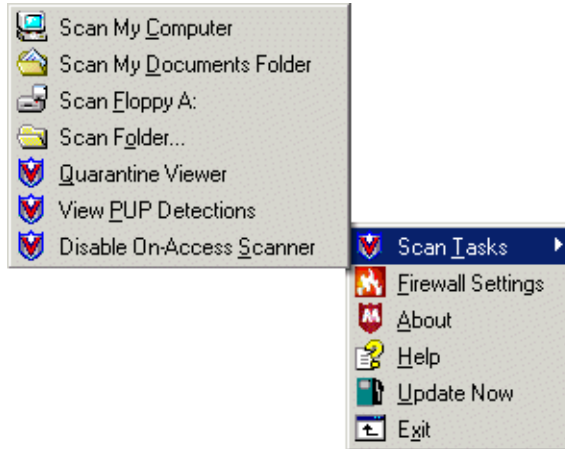 Scan My Computer
Scan My Documents Folder
Scan Floppy A:
Scan Folder...
Quarantine Viewer
View PUP Detections
Disable On-Access Scanner
Scan Tasks
Firewall Settings
About
Help
Update Now
Exit